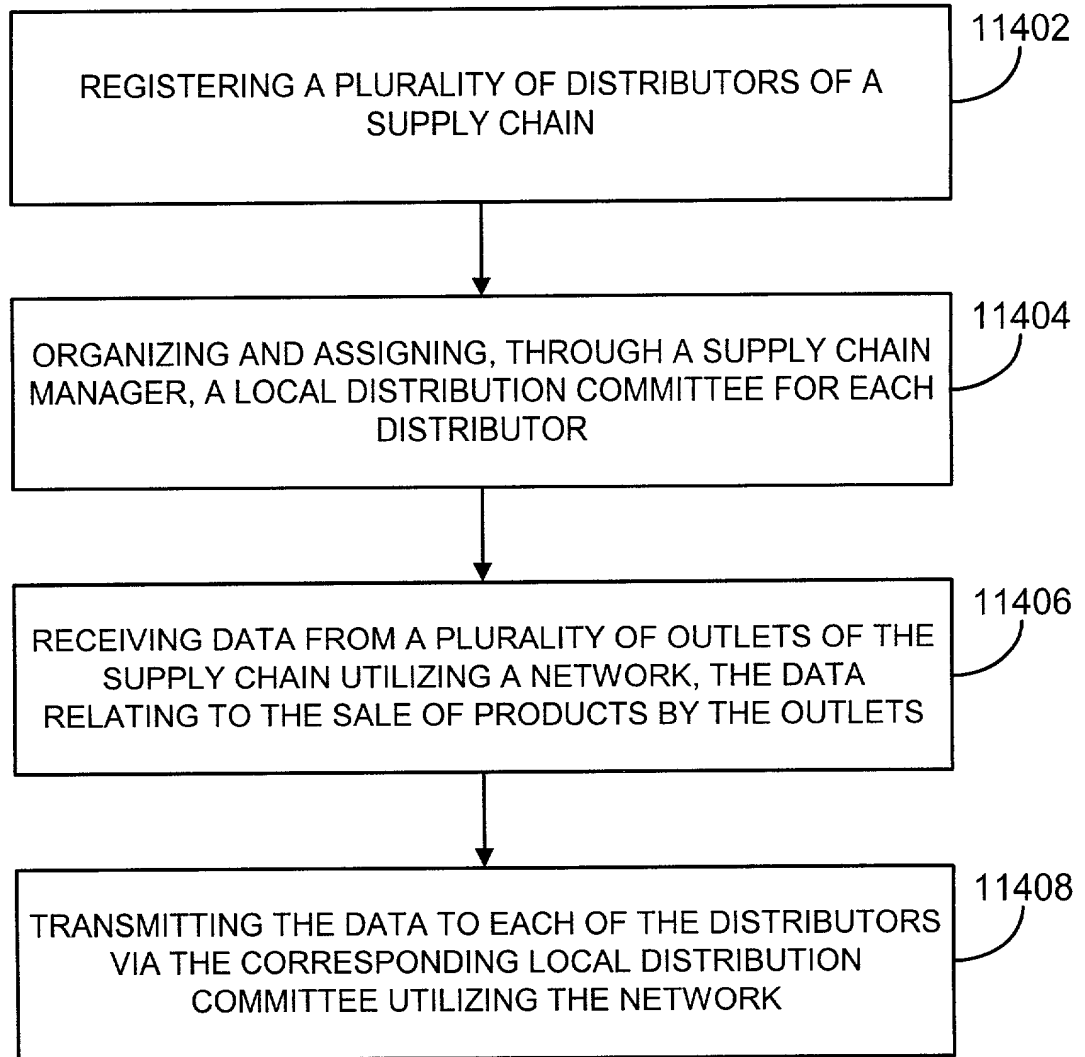 11402
REGISTERING A PLURALITY OF DISTRIBUTORS OF A
SUPPLY CHAIN
11404
ORGANIZING AND ASSIGNING, THROUGH A SUPPLY CHAIN
MANAGER, A LOCAL DISTRIBUTION COMMITTEE FOR EACH
DISTRIBUTOR
11406
RECEIVING DATA FROM A PLURALITY OF OUTLETS OF THE
SUPPLY CHAIN UTILIZING A NETWORK, THE DATA
RELATING TO THE SALE OF PRODUCTS BY THE OUTLETS
11408
TRANSMITTING THE DATA TO EACH OF THE DISTRIBUTORS
VIA THE CORRESPONDING LOCAL DISTRIBUTION
COMMITTEE UTILIZING THE NETWORK